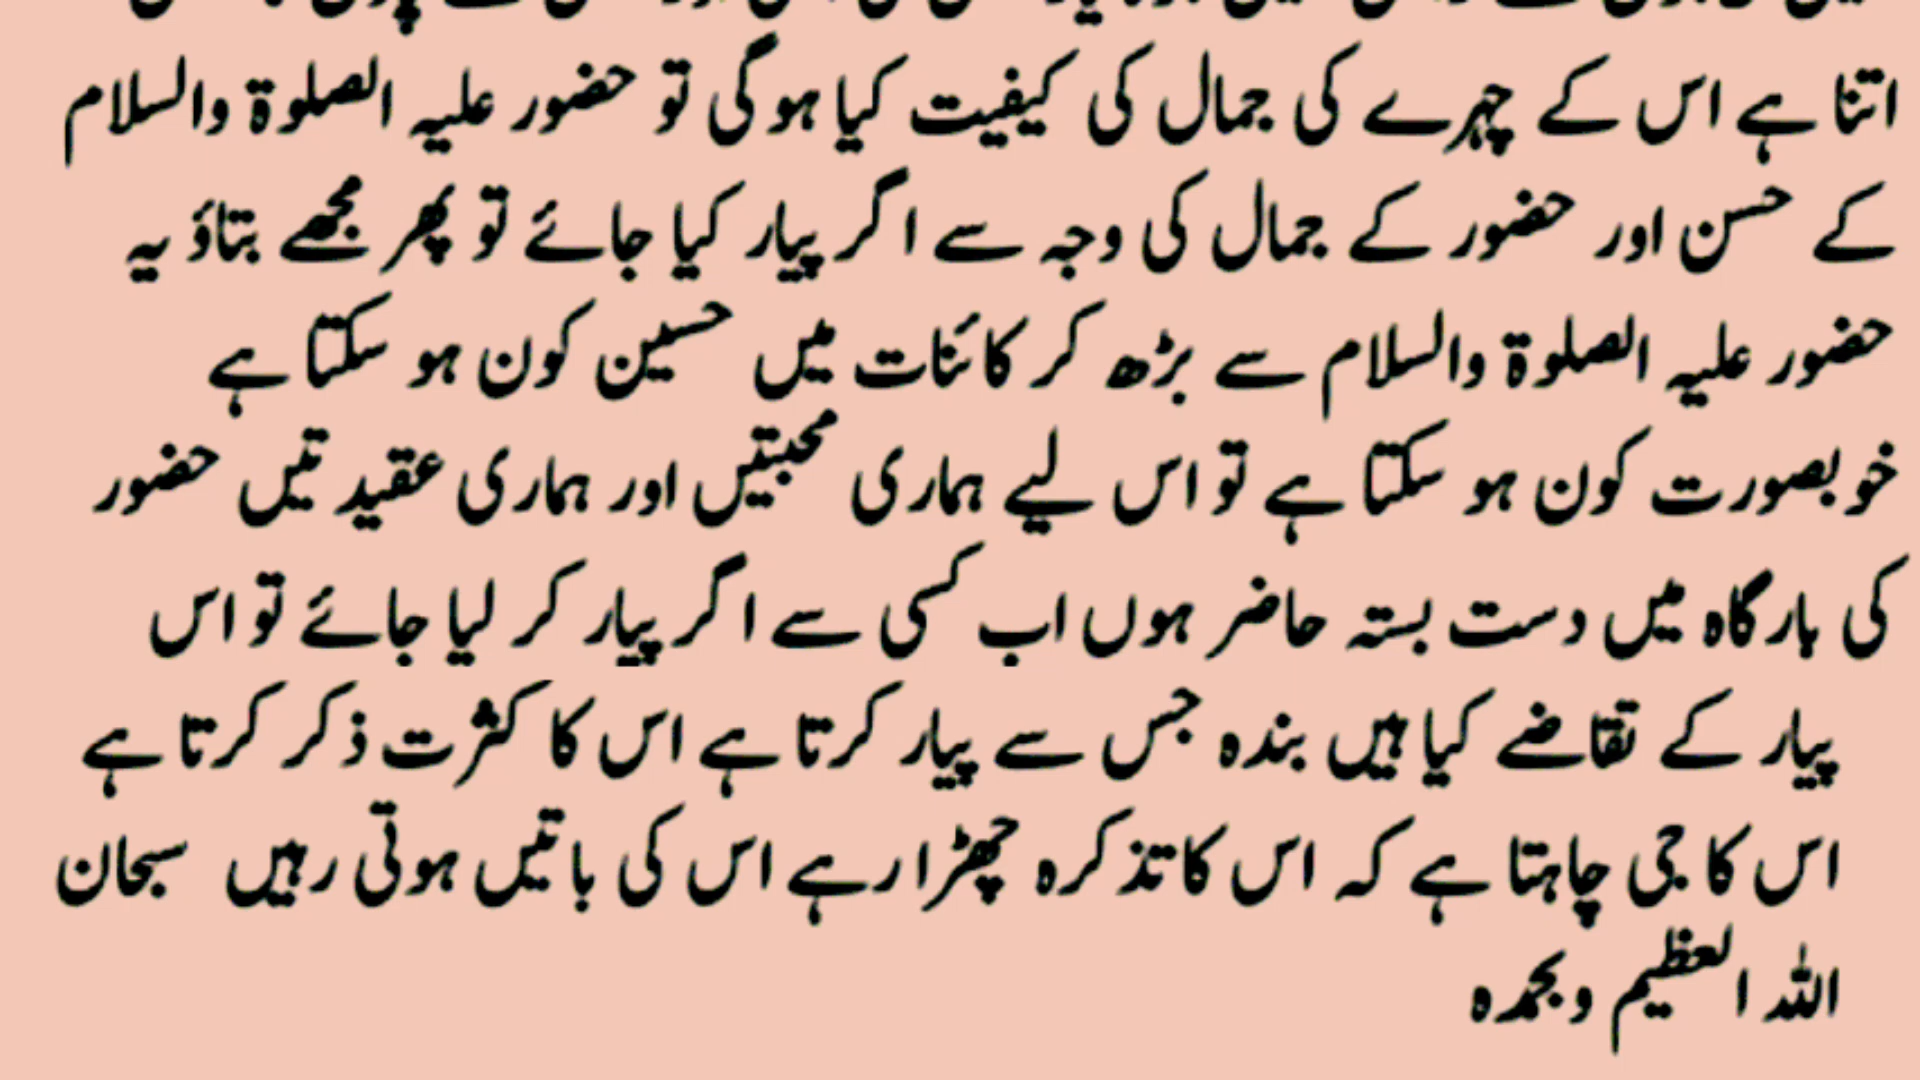 اتنا ہے اس کے چہرے کی جمال کی کیفیت کیا ہوگی تو حضور علیہ الصلوۃ والسلام
کے حسن اور حضور کے جمال کی وجہ سے اگر پیار کیا جائے تو پھر مجھے بتاؤ یہ
حضور علیہ الصلوۃ والسلام سے بڑھ کر کائنات میں حسین کون ہو سکتا ہے
خوبصورت کون ہو سکتا ہے تو اس لیے ہماری محبتیں اور ہماری عقیدتیں حضور
کی بارگاہ میں دست بستہ حاضر ہوں اب کسی سے اگر پیار کر لیا جائے تو اس
پیار کے تقاضے کیا ہیں بندہ جس سے پیار کرتا ہے اس کا کثرت ذکر کرتا ہے
اس کا جی چاہتا ہے کہ اس کا تذکرہ چھڑا رہے اس کی باتیں ہوتی رہیں سبحان
اللہ العظیم وبحمدہ